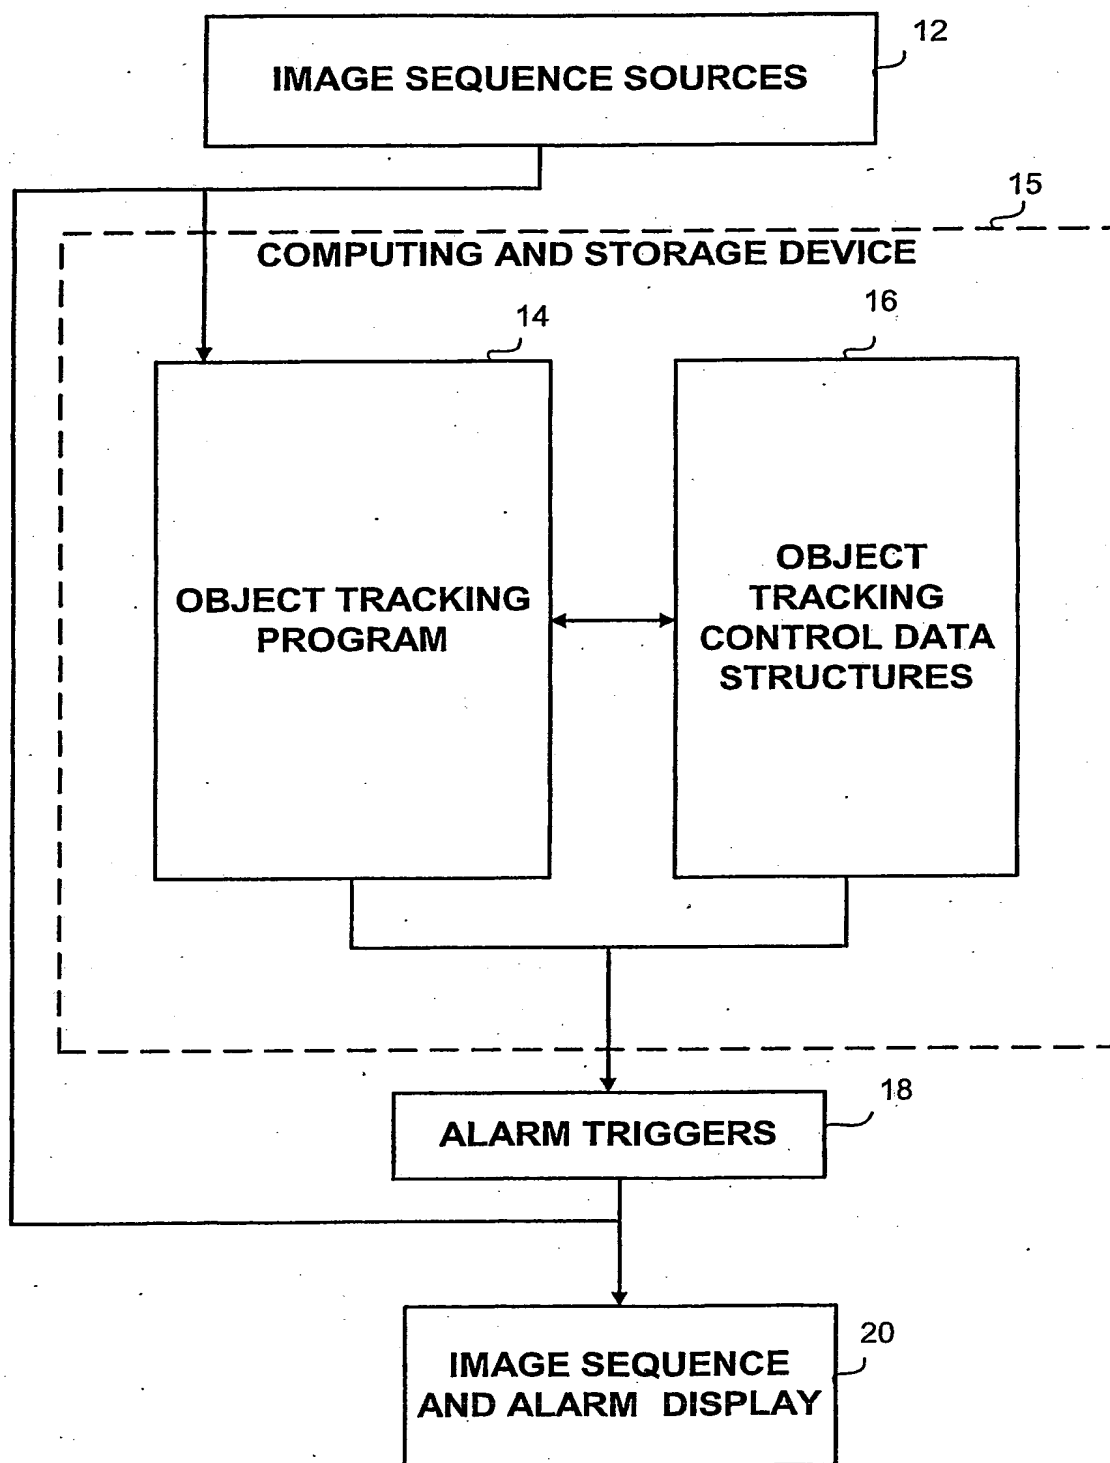 12
IMAGE SEQUENCE SOURCES
15
COMPUTING AND STORAGE DEVICE
14
16
OBJECT TRACKING
PROGRAM
OBJECT
TRACKING
CONTROL DATA
STRUCTURES
18
ALARM TRIGGERS
20
IMAGE SEQUENCE
AND ALARM DISPLAY